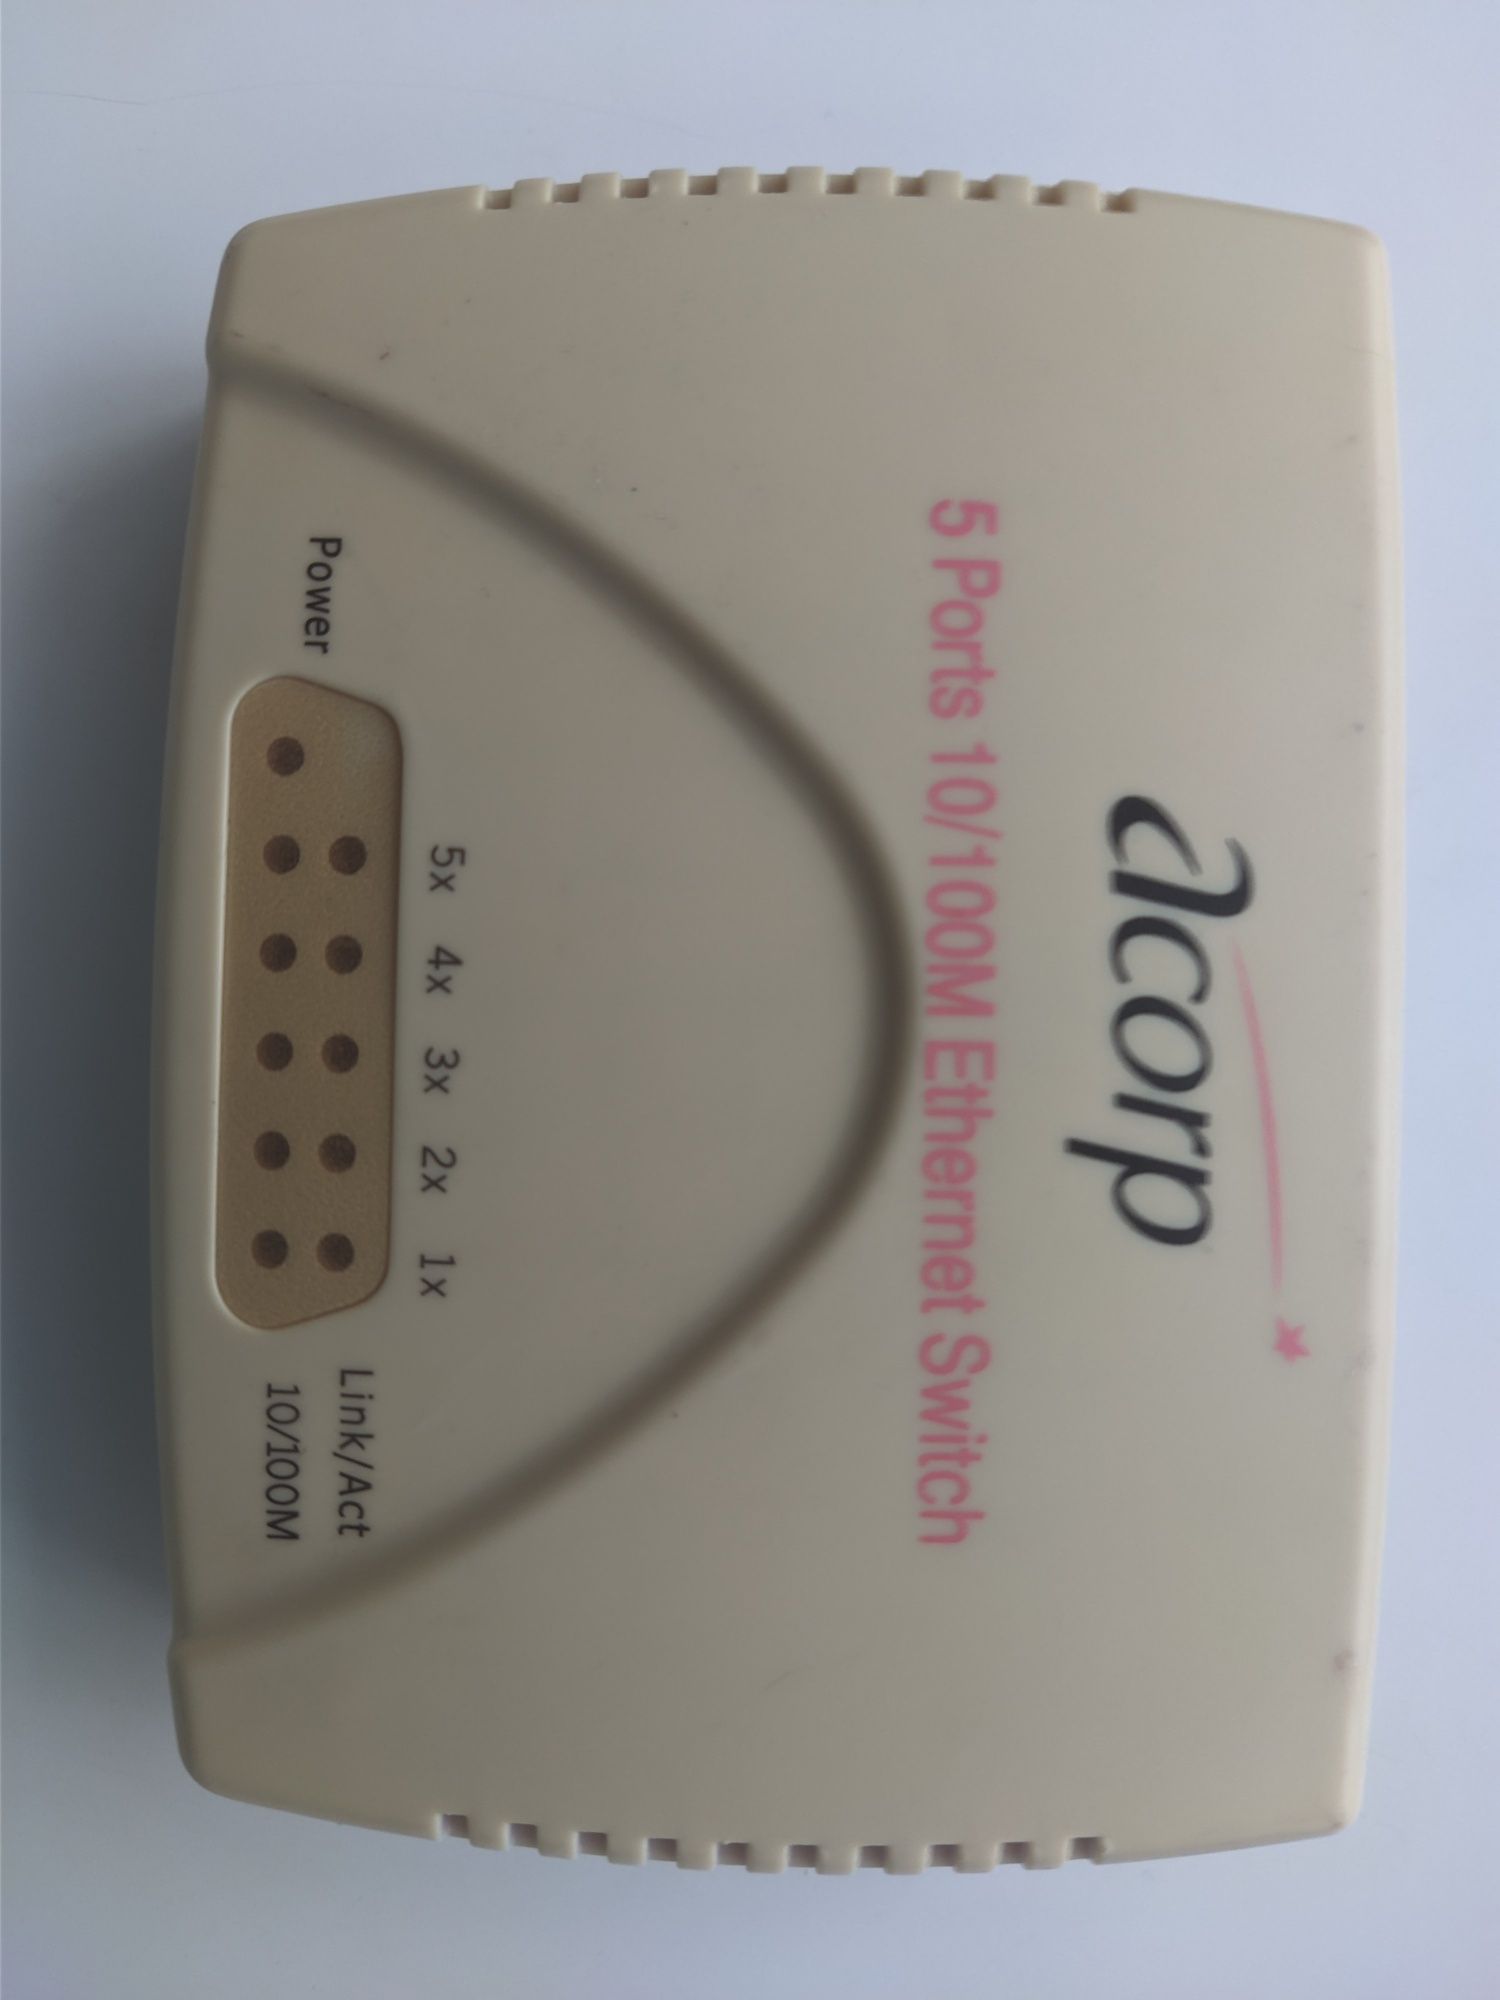 acorp
5 Ports 10/100M Ethernet Switch
5x 4x 3x 2x 1x
Power
Link/Act
10/100M